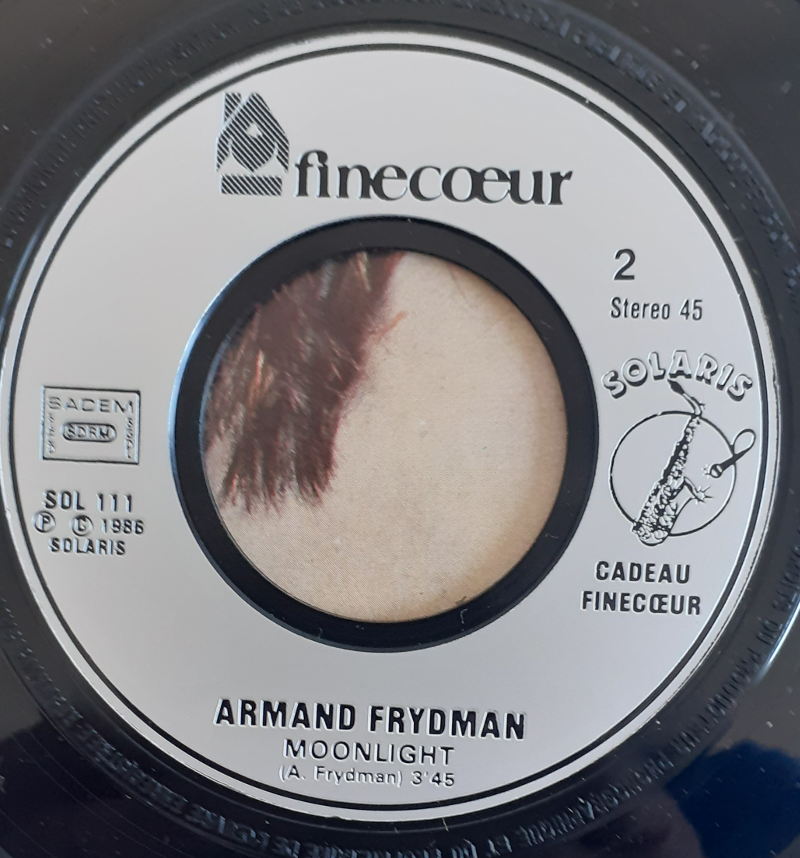 finecœur
2
Stereo 45
SOLARIS
SACEM
SDRM
SOL 111
Ⓟ © 1986
SOLARIS
CADEAU
FINECŒUR
ARMAND FRYDMAN
MOONLIGHT
(A. Frydman) 3'45